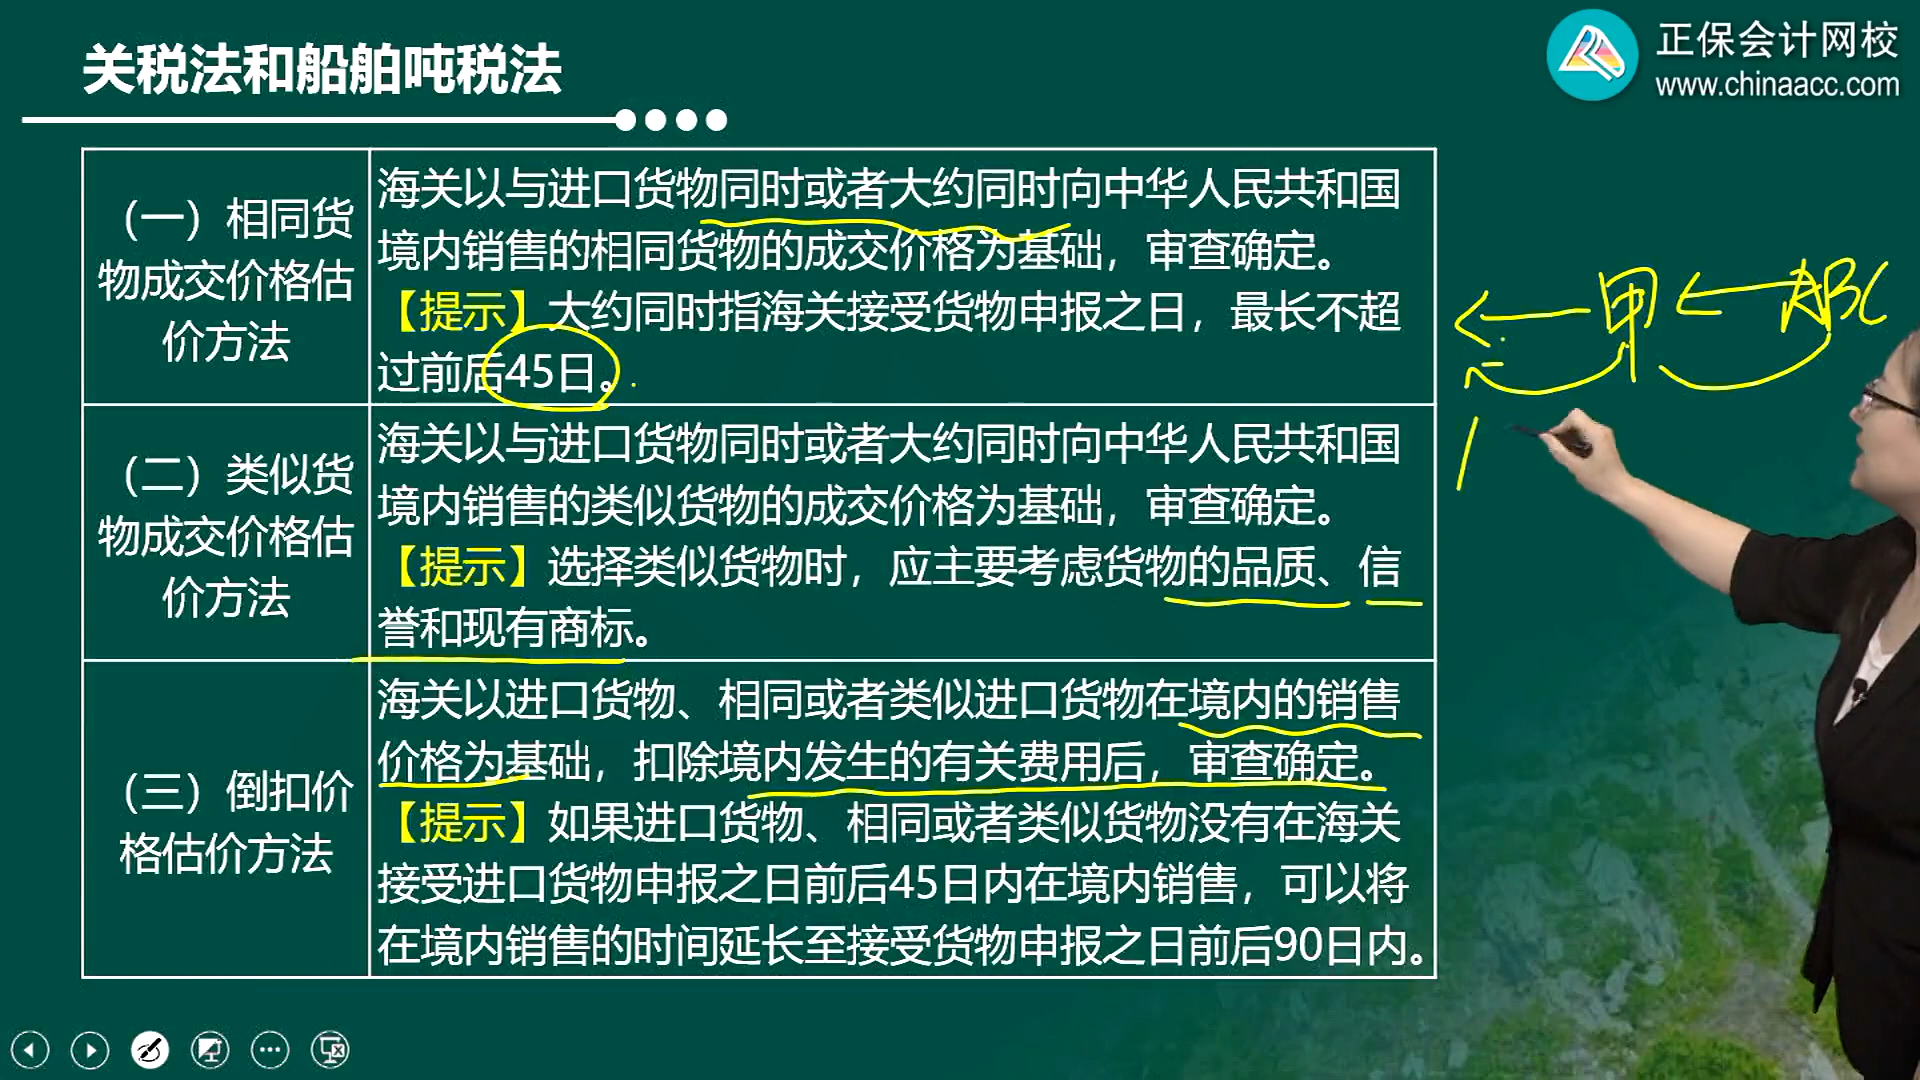 关税法和船舶吨税法
正保会计网校
www.chinaacc.com
（一）相同货
物成交价格估
价方法
海关以与进口货物同时或者大约同时向中华人民共和国
境内销售的相同货物的成交价格为基础，审查确定。
【提示】大约同时指海关接受货物申报之日，最长不超
过前后45日。
（二）类似货
物成交价格估
价方法
海关以与进口货物同时或者大约同时向中华人民共和国
境内销售的类似货物的成交价格为基础，审查确定。
【提示】选择类似货物时，应主要考虑货物的品质、信
誉和现有商标。
（三）倒扣价
格估价方法
海关以进口货物、相同或者类似进口货物在境内的销售
价格为基础，扣除境内发生的有关费用后，审查确定。
【提示】如果进口货物、相同或者类似货物没有在海关
接受进口货物申报之日前后45日内在境内销售，可以将
在境内销售的时间延长至接受货物申报之日前后90日内。
甲 ABC